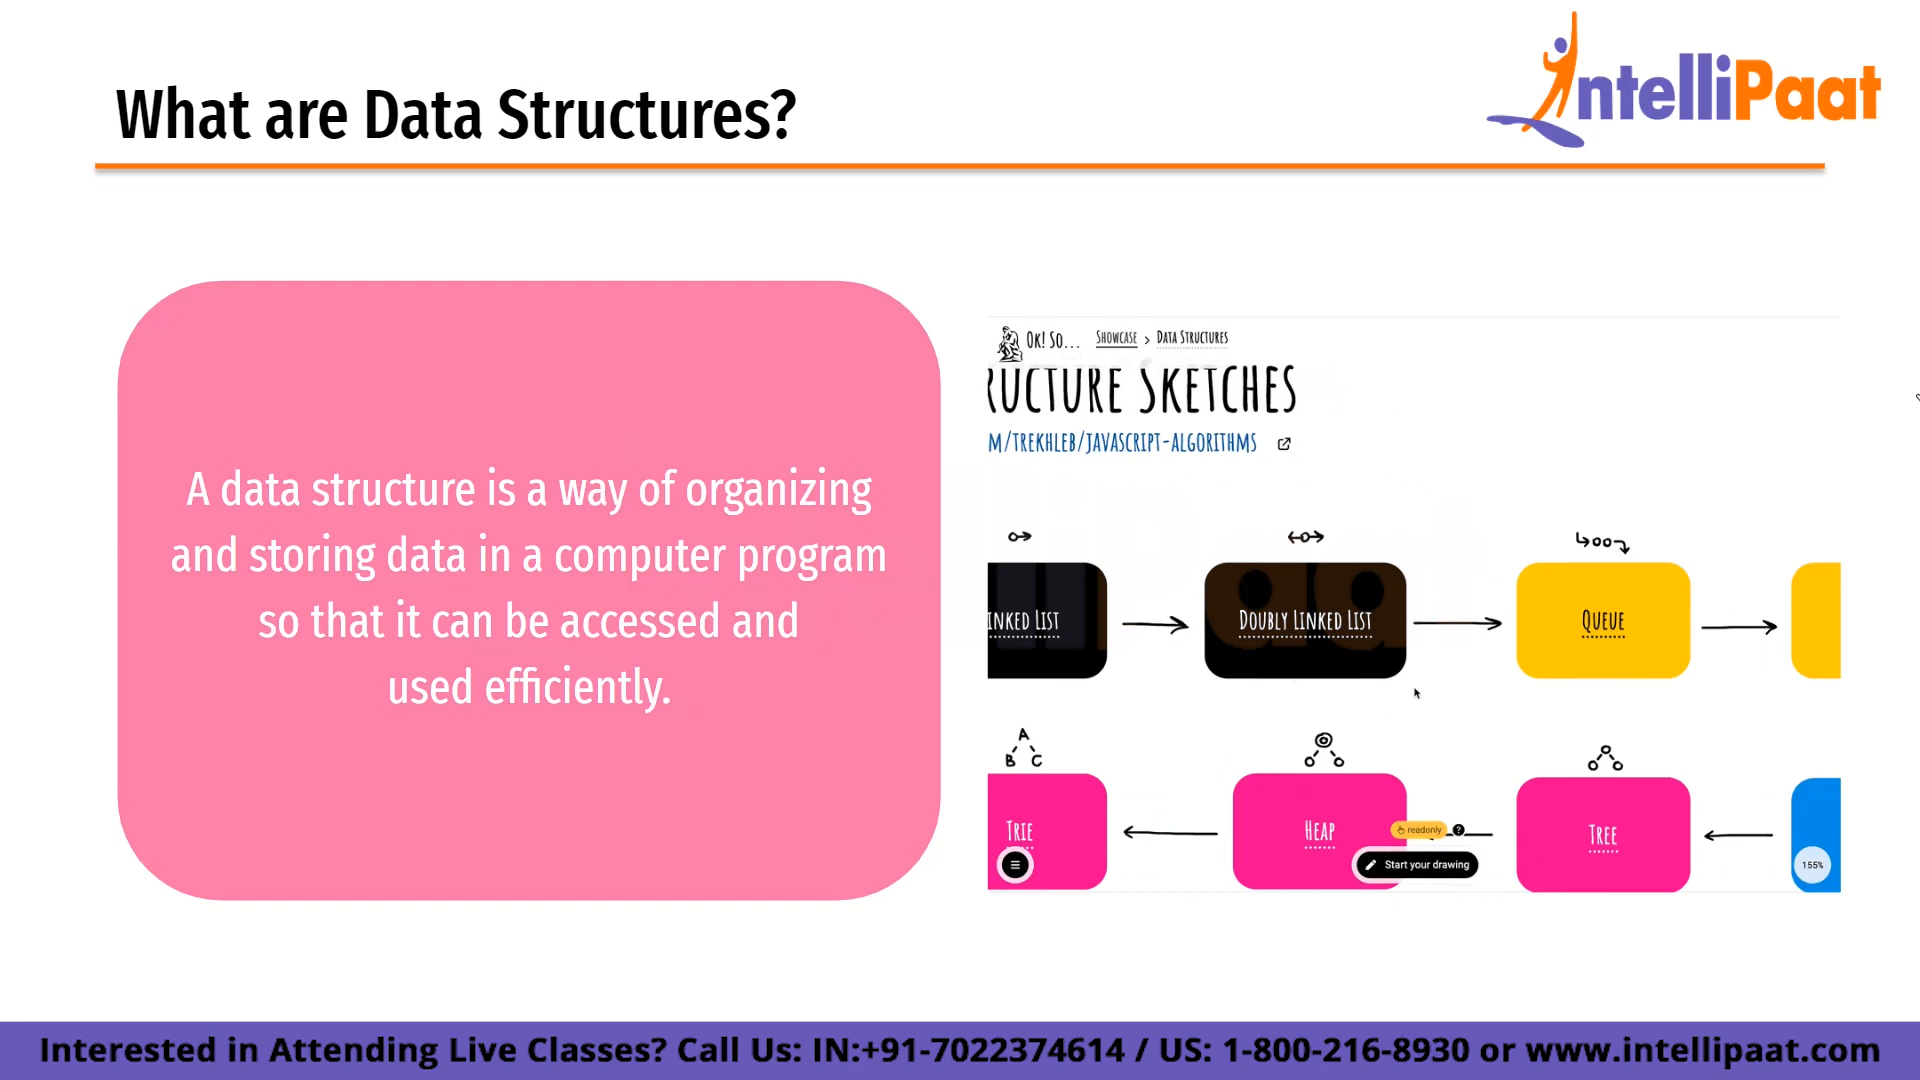 What are Data Structures?
IntelliPaat
A data structure is a way of organizing
and storing data in a computer program
so that it can be accessed and
used efficiently.
Ok! So... Showcase > Data Structures
ructure Sketches
m/trekhleb/javascript-algorithms
inked List
Doubly Linked List
Queue
A
B C
Trie
Heap
Tree
readonly ?
Start your drawing
155%
Interested in Attending Live Classes? Call Us: IN:+91-7022374614 / US: 1-800-216-8930 or www.intellipaat.com